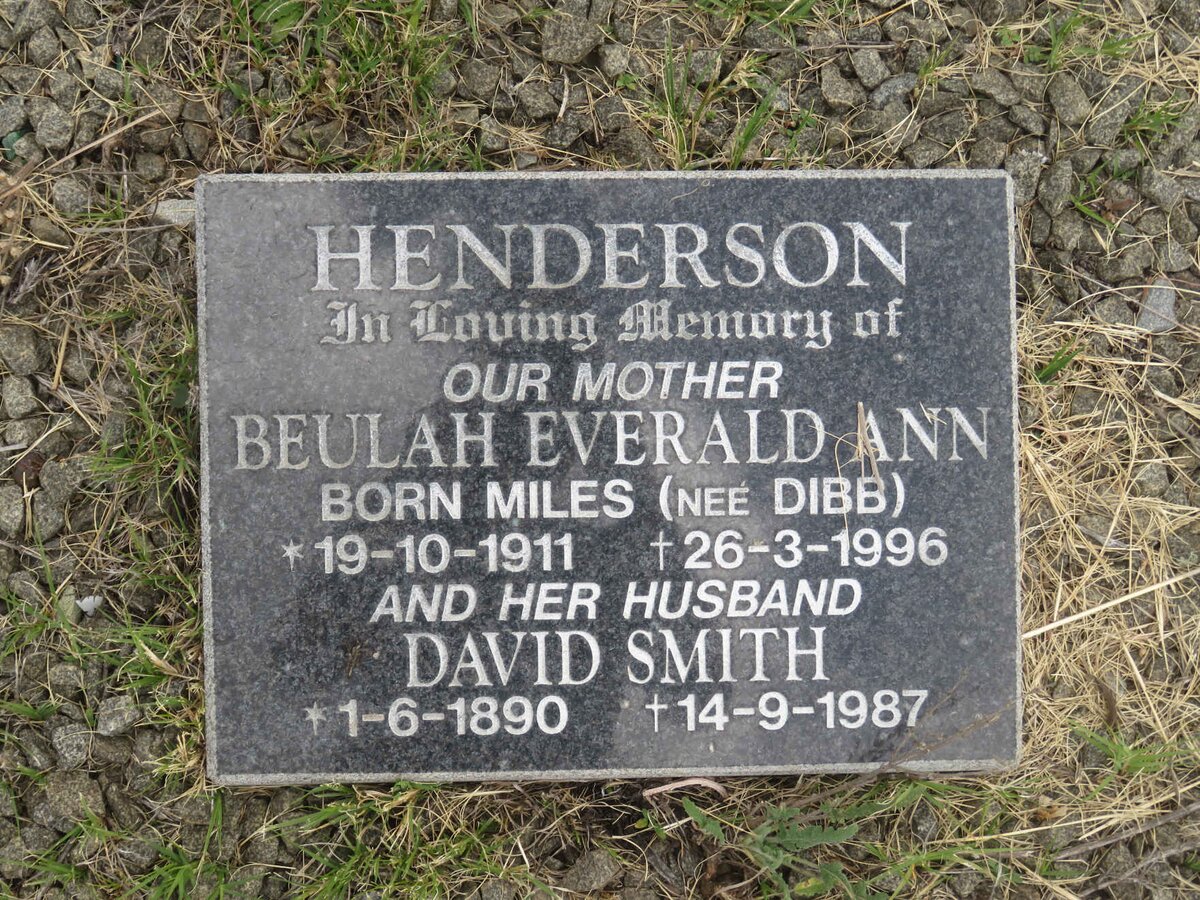 HENDERSON
In Loving Memory of
OUR MOTHER
BEULAH EVERALD ANN
BORN MILES (NEÉ DIBB)
*19-10-1911 †26-3-1996
AND HER HUSBAND
DAVID SMITH
*1-6-1890 †14-9-1987